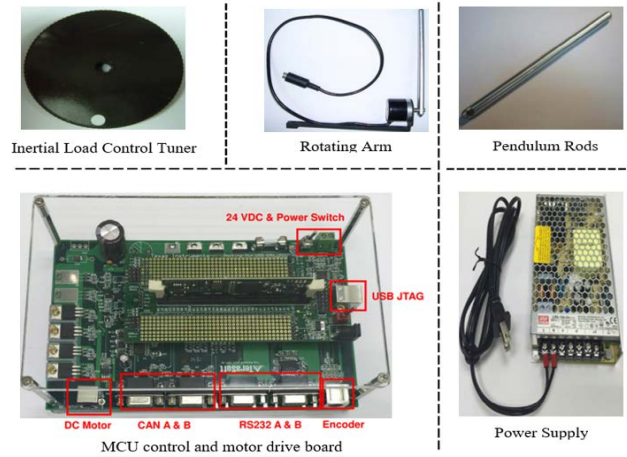 Inertial Load Control Tuner
Rotating Arm
Pendulum Rods
24 VDC & Power Switch
USB JTAG
TeraSoft
DC Motor
CAN A & B
RS232 A & B
Encoder
MCU control and motor drive board
Power Supply